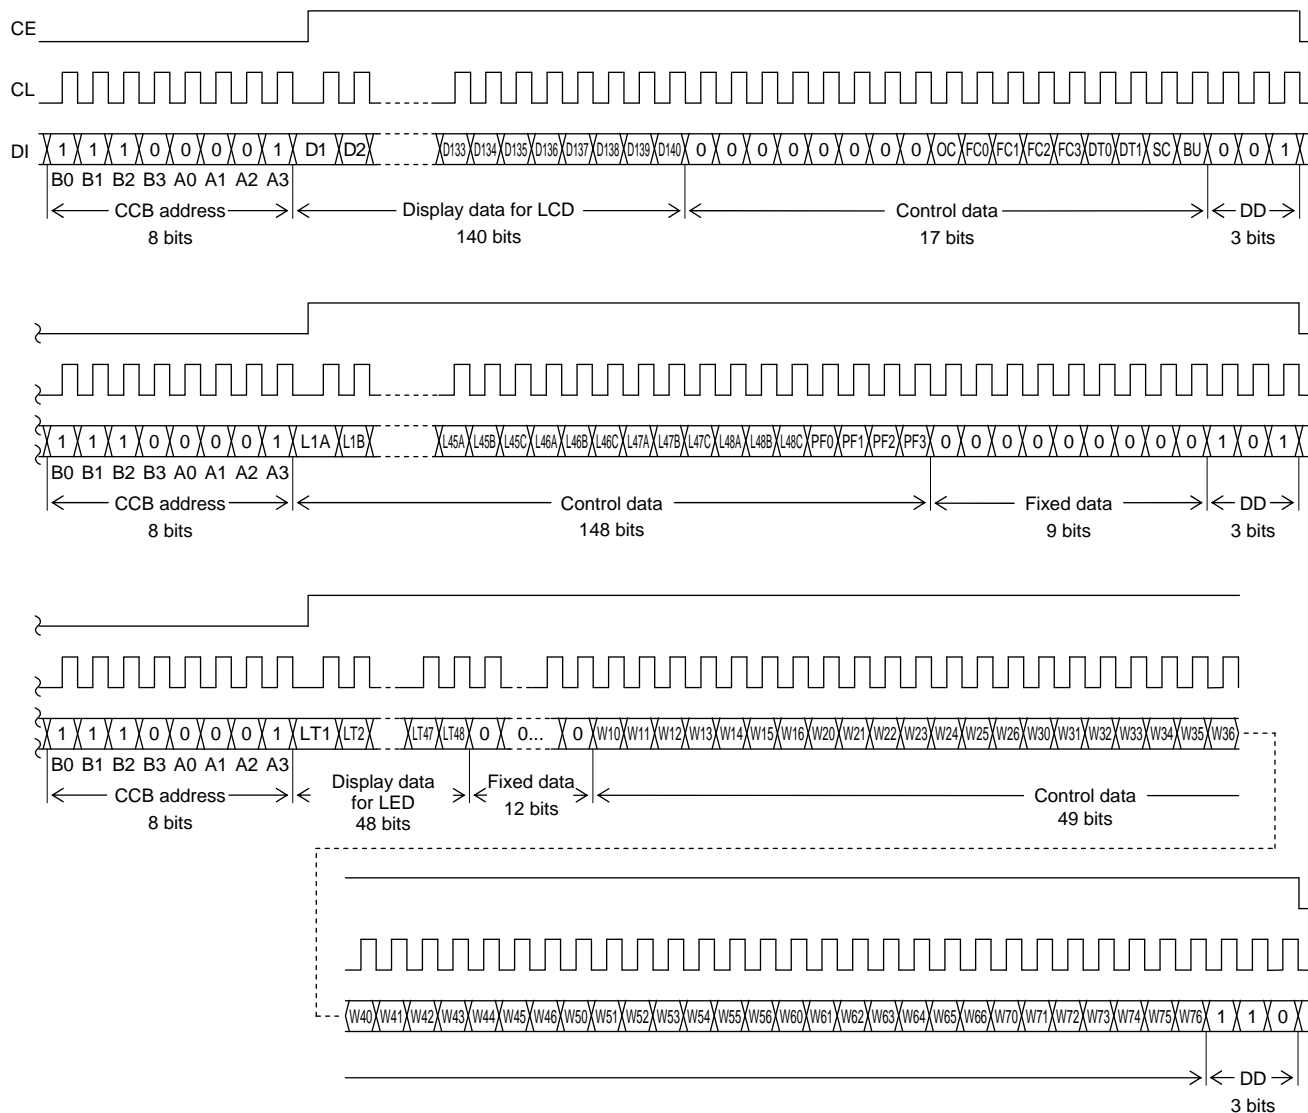 CE
CL
DI 1 1 1 0 0 0 0 1 D1 D2 D133 D134 D135 D136 D137 D138 D139 D140 0 0 0 0 0 0 0 0 OC FC0 FC1 FC2 FC3 DT0 DT1 SC BU 0 0 1
B0 B1 B2 B3 A0 A1 A2 A3
CCB address Display data for LCD Control data DD
8 bits 140 bits 17 bits 3 bits
1 1 1 0 0 0 0 1 L1A L1B L45A L45B L45C L46A L46B L46C L47A L47B L47C L48A L48B L48C PF0 PF1 PF2 PF3 0 0 0 0 0 0 0 0 0 1 0 1
B0 B1 B2 B3 A0 A1 A2 A3
CCB address Control data Fixed data DD
8 bits 148 bits 9 bits 3 bits
1 1 1 0 0 0 0 1 LT1 LT2 LT47 LT48 0 0... 0 W10 W11 W12 W13 W14 W15 W16 W20 W21 W22 W23 W24 W25 W26 W30 W31 W32 W33 W34 W35 W36
B0 B1 B2 B3 A0 A1 A2 A3
CCB address Display data Fixed data Control data
for LED
8 bits 48 bits 12 bits 49 bits
W40 W41 W42 W43 W44 W45 W46 W50 W51 W52 W53 W54 W55 W56 W60 W61 W62 W63 W64 W65 W66 W70 W71 W72 W73 W74 W75 W76 1 1 0
DD
3 bits